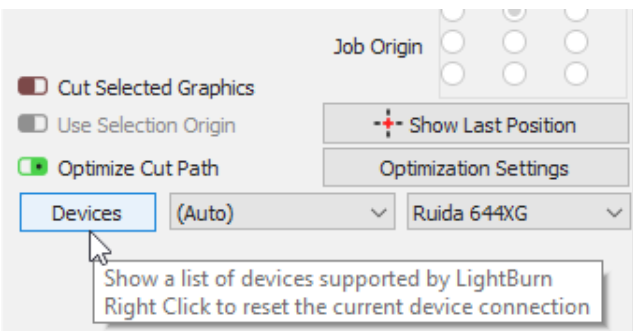 Job Origin
Cut Selected Graphics
Use Selection Origin
Show Last Position
Optimize Cut Path
Optimization Settings
Devices
(Auto)
Ruida 644XG
Show a list of devices supported by LightBurn
Right Click to reset the current device connection